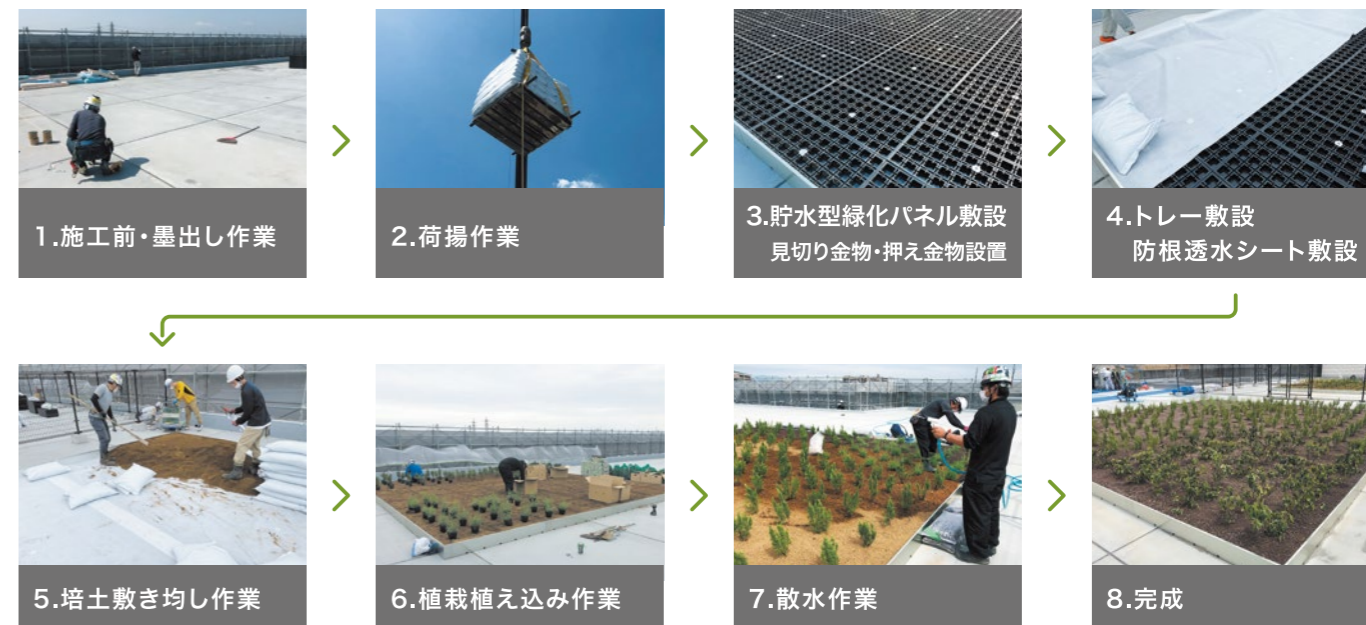 1.施工前・墨出し作業
2.荷揚作業
3.貯水型緑化パネル敷設
見切り金物・押え金物設置
4.トレー敷設
防根透水シート敷設
5.培土敷き均し作業
6.植栽植え込み作業
7.散水作業
8.完成